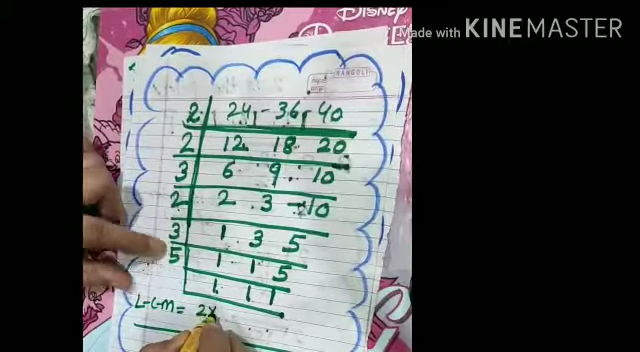 DISNEY
Made with KINEMASTER
SANGOLI
2 24, 36, 40
2 12 18 20
3 6 9 10
2 2 3 10
3 1 3 5
5 1 1 5
1 1 1
L-C-M = 2x